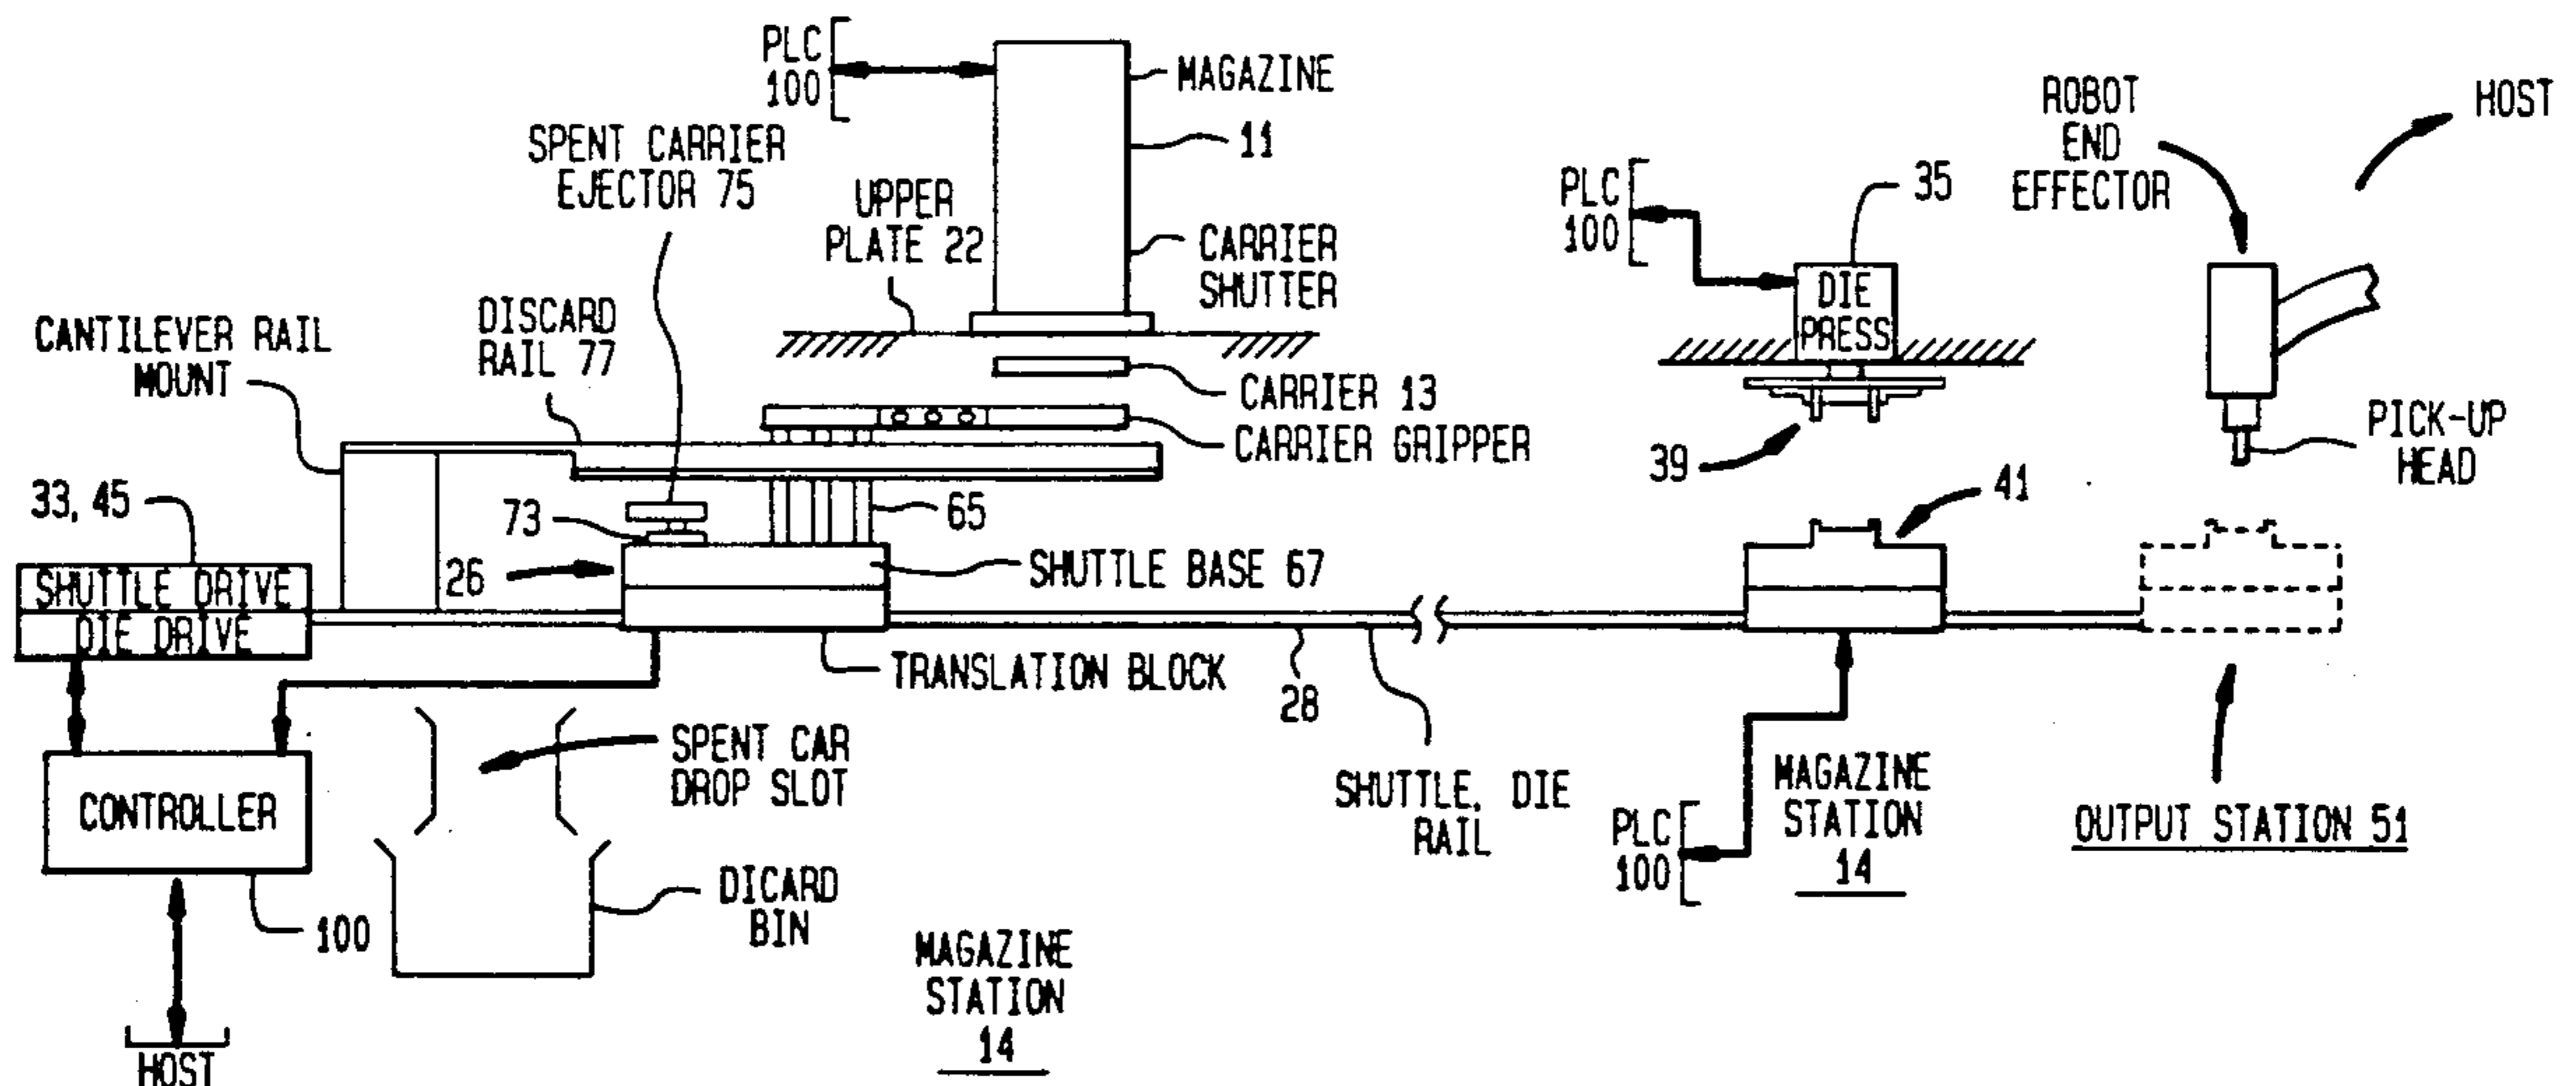 PLC
100
MAGAZINE
11
SPENT CARRIER
EJECTOR 75
UPPER
PLATE 22
CARRIER
SHUTTER
CANTILEVER RAIL
MOUNT
DISCARD
RAIL 77
CARRIER 13
CARRIER GRIPPER
33, 45
73
65
26
SHUTTLE BASE 67
SHUTTLE DRIVE
DIE DRIVE
TRANSLATION BLOCK
28
SHUTTLE, DIE
RAIL
SPENT CAR
DROP SLOT
CONTROLLER
100
DICARD
BIN
HOST
MAGAZINE
STATION
14
PLC
100
35
DIE
PRESS
39
41
ROBOT
END
EFFECTOR
HOST
PICK-UP
HEAD
PLC
100
MAGAZINE
STATION
14
OUTPUT STATION 51